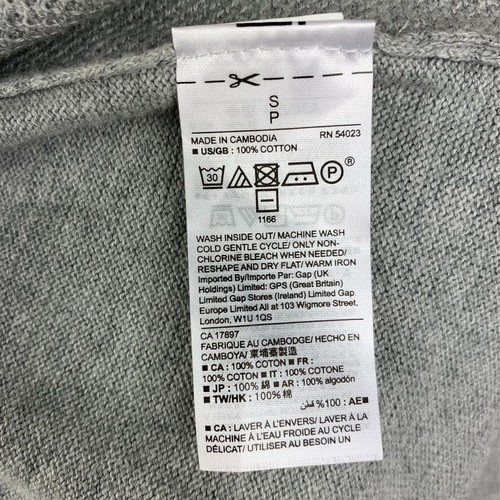 S
P
MADE IN CAMBODIA RN 54023
■ US/GB : 100% COTTON
30 P ®
1166
WASH INSIDE OUT/ MACHINE WASH
COLD GENTLE CYCLE/ ONLY NON-
CHLORINE BLEACH WHEN NEEDED/
RESHAPE AND DRY FLAT/ WARM IRON
Imported By/Importe Par: Gap (UK
Holdings) Limited: GPS (Great Britain)
Limited Gap Stores (Ireland) Limited Gap
Europe Limited All at 103 Wigmore Street,
London, W1U 1QS
CA 17897
FABRIQUE AU CAMBODGE/ HECHO EN
CAMBOYA/ 柬埔寨製造
■ CA : 100% COTON ■ FR :
100% COTON ■ IT : 100% COTONE
■ JP : 100% 綿 ■ AR : 100% algodón
■ TW/HK : 100% 棉
■ AE : 100% قطن
■ CA : LAVER À L'ENVERS/ LAVER À LA
MACHINE À L'EAU FROIDE AU CYCLE
DÉLICAT/ UTILISER AU BESOIN UN